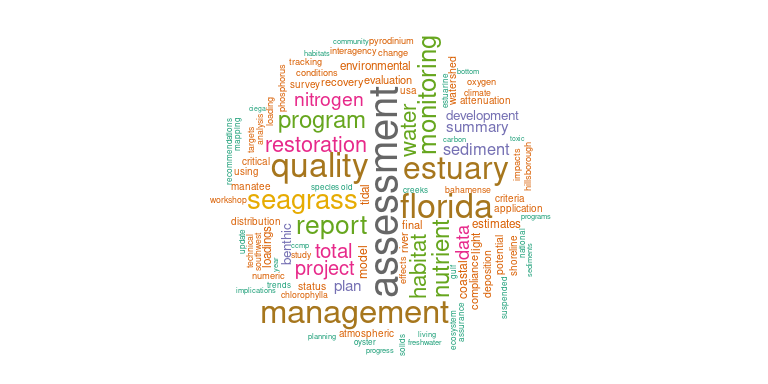 community pyrodinium
habitats interagency change
tracking environmental
conditions
survey recovery evaluation
usa
nitrogen
phosphorus
program
monitoring
bottom
watershed
estuarine
oxygen
climate
attenuation
development
summary
carbon
toxic
sediment
water
ciega
loading
analysis
targets
mapping
recommendations
restoration
critical
using
quality
assessment
estuary
impacts
hillsborough
manatee
species old
tidal
creeks
bahamense
criteria
workshop
seagrass
florida
application
programs
distribution
report
final
estimates
update
technical
southwest
loadings
year
benthic
ccmp
study
total
model
effects
river
habitat
nutrient
data
gulf
coastal
light
compliance
deposition
potential
shoreline
national
sediments
suspended
numeric
project
trends
status
plan
implications
chlorophylla
management
ecosystem
assurance
planning
atmospheric
oyster
progress
solids
living
freshwater